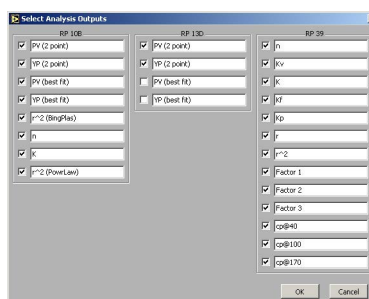 Select Analysis Outputs
RP 10B
PV (2 point)
YP (2 point)
PV (best fit)
YP (best fit)
r^2 (BingPlas)
n
K
r^2 (PowrLaw)
RP 13D
PV (2 point)
YP (2 point)
PV (best fit)
YP (best fit)
RP 39
n
Kv
K
Kf
Kp
r
r^2
Factor 1
Factor 2
Factor 3
cp@40
cp@100
cp@170
OK
Cancel